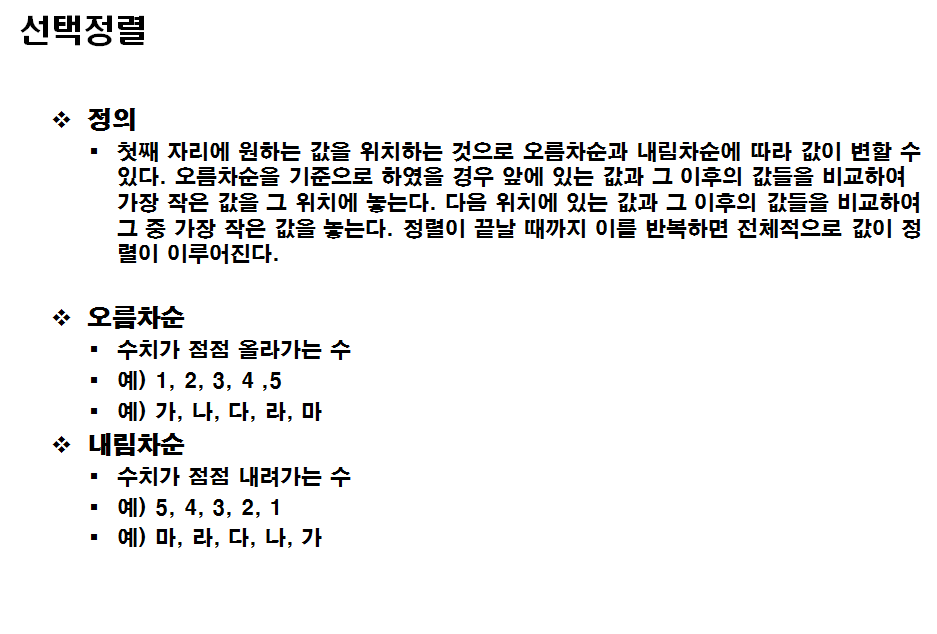 선택정렬
❖ 정의
▪ 첫째 자리에 원하는 값을 위치하는 것으로 오름차순과 내림차순에 따라 값이 변할 수
있다. 오름차순을 기준으로 하였을 경우 앞에 있는 값과 그 이후의 값들을 비교하여
가장 작은 값을 그 위치에 놓는다. 다음 위치에 있는 값과 그 이후의 값들을 비교하여
그 중 가장 작은 값을 놓는다. 정렬이 끝날 때까지 이를 반복하면 전체적으로 값이 정
렬이 이루어진다.
❖ 오름차순
▪ 수치가 점점 올라가는 수
▪ 예) 1, 2, 3, 4 ,5
▪ 예) 가, 나, 다, 라, 마
❖ 내림차순
▪ 수치가 점점 내려가는 수
▪ 예) 5, 4, 3, 2, 1
▪ 예) 마, 라, 다, 나, 가